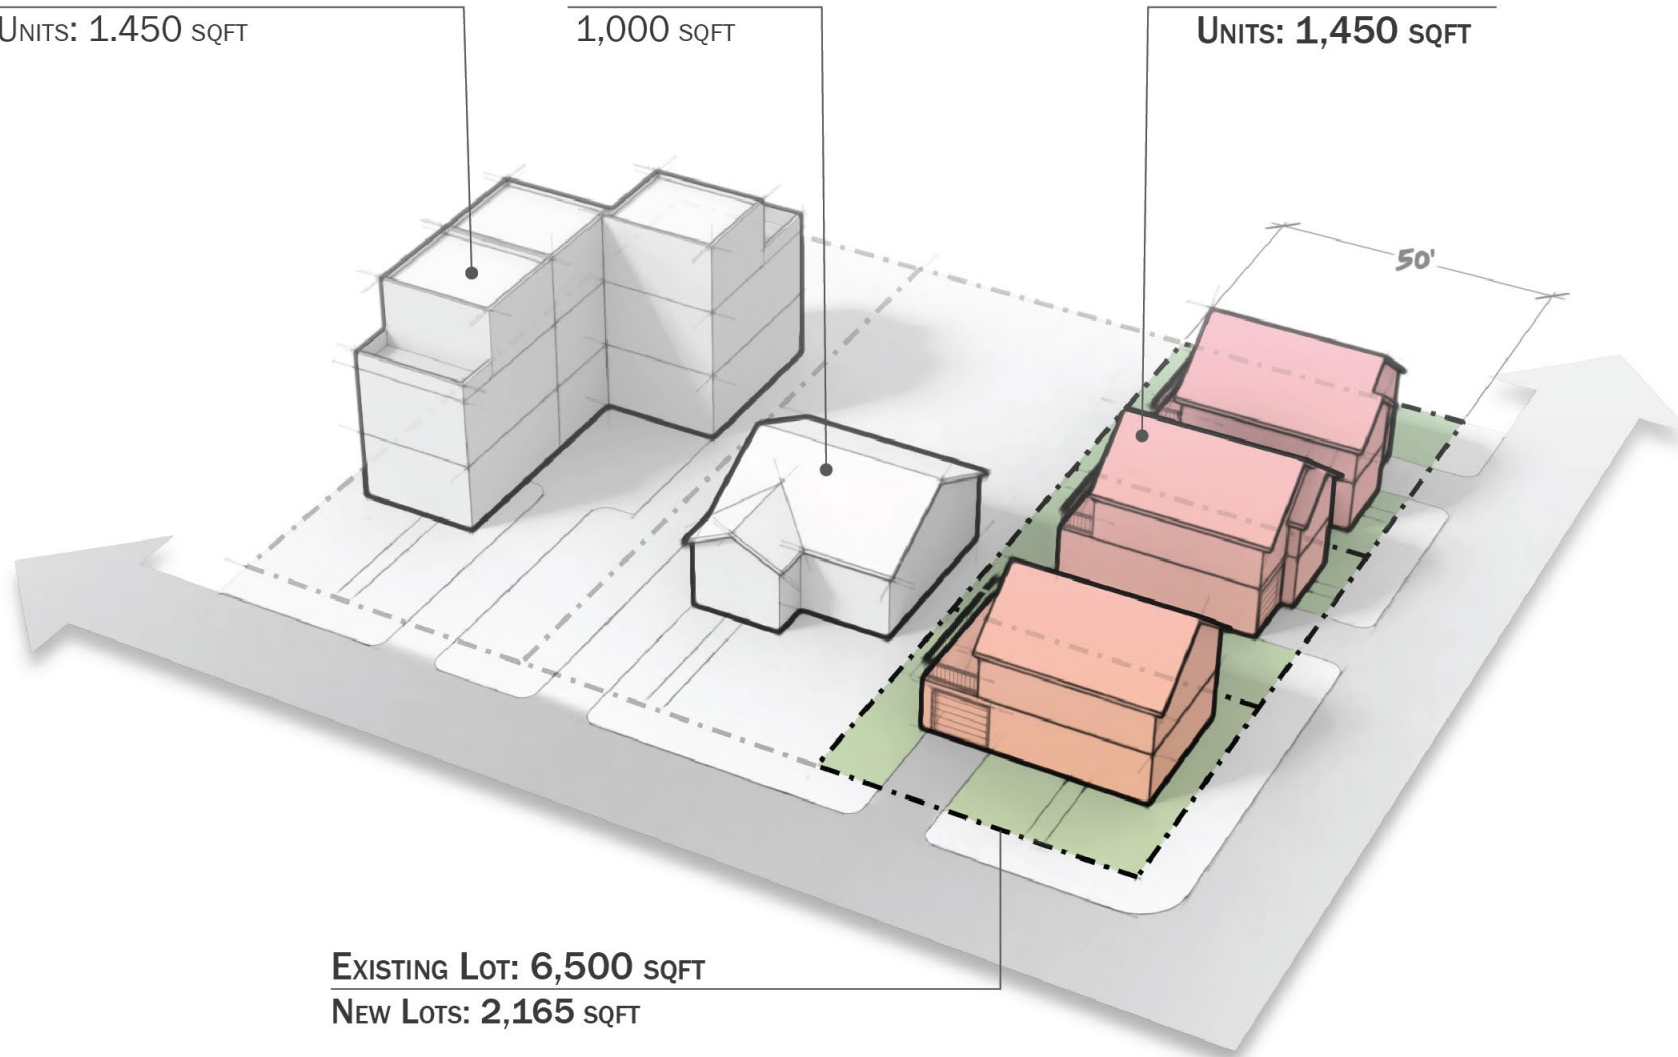 Units: 1.450 sqft
1,000 sqft
Units: 1,450 sqft
50'
Existing Lot: 6,500 sqft
New Lots: 2,165 sqft